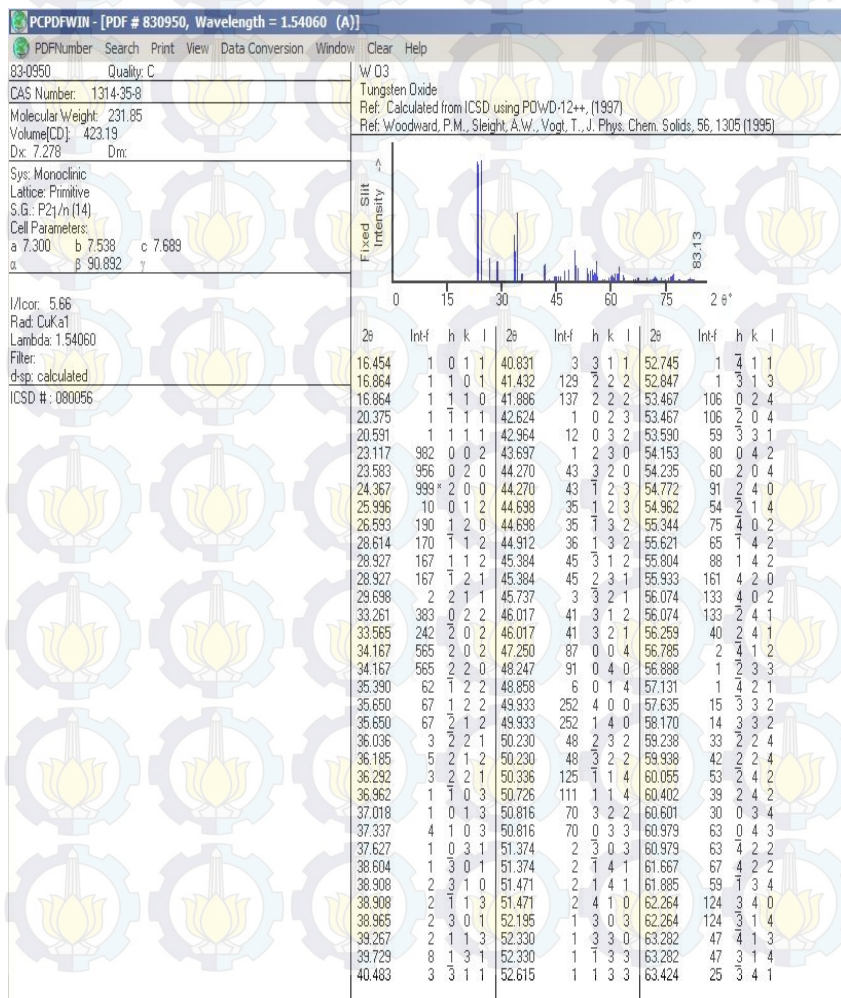 PCPDFWIN - [PDF # 830950, Wavelength = 1.54060 (A)]
PDFNumber Search Print View Data Conversion Window Clear Help
83-0950 Quality: C
CAS Number: 1314-35-8
Molecular Weight: 231.85
Volume[CD]: 423.19
Dx: 7.278 Dm:
Sys: Monoclinic
Lattice: Primitive
S.G.: P21/n (14)
Cell Parameters:
a 7.300 b 7.538 c 7.689
α β 90.892 γ
I/Icor: 5.66
Rad: CuKa1
Lambda: 1.54060
Filter:
d-sp: calculated
ICSD # : 080056
W O3
Tungsten Oxide
Ref: Calculated from ICSD using POWD-12++, (1997)
Ref: Woodward, P.M., Sleight, A.W., Vogt, T., J. Phys. Chem. Solids, 56, 1305 (1995)
Fixed Slit
Intensity ->
83.13
0 15 30 45 60 75 2 θ°
2θ Int-f h k l 2θ Int-f h k l 2θ Int-f h k l
16.454 1 0 1 1 40.831 3 3 1 1 52.745 1 4 1 1
16.864 1 1 0 1 41.432 129 2 2 2 52.847 1 3 1 3
16.864 1 1 1 0 41.886 137 2 2 2 53.467 106 0 2 4
20.375 1 1 1 1 42.624 1 0 2 3 53.467 106 2 0 4
20.591 1 1 1 1 42.964 12 0 3 2 53.590 59 3 3 1
23.117 982 0 0 2 43.697 1 2 3 0 54.153 80 0 4 2
23.583 956 0 2 0 44.270 43 3 2 0 54.235 60 2 0 4
24.367 999* 2 0 0 44.270 43 1 2 3 54.772 91 2 4 0
25.996 10 0 1 2 44.698 35 1 2 3 54.962 54 2 1 4
26.593 190 1 2 0 44.698 35 1 3 2 55.344 75 4 0 2
28.614 170 1 1 2 44.912 36 1 3 2 55.621 65 1 4 2
28.927 167 1 1 2 45.384 45 3 1 2 55.804 88 1 4 2
28.927 167 1 2 1 45.384 45 2 3 1 55.933 161 4 2 0
29.698 2 2 1 1 45.737 3 3 2 1 56.074 133 4 0 2
33.261 383 0 2 2 46.017 41 3 1 2 56.074 133 2 4 1
33.565 242 2 0 2 46.017 41 3 2 1 56.259 40 2 4 1
34.167 565 2 0 2 47.250 87 0 0 4 56.785 2 4 1 2
34.167 565 2 2 0 48.247 91 0 4 0 56.888 1 2 3 3
35.390 62 1 2 2 48.858 6 0 1 4 57.131 1 4 2 1
35.650 67 1 2 2 49.933 252 4 0 0 57.635 15 3 3 2
35.650 67 2 1 2 49.933 252 1 4 0 58.170 14 3 3 2
36.036 3 2 2 1 50.230 48 2 3 2 59.238 33 2 2 4
36.185 5 2 1 2 50.230 48 3 2 2 59.938 42 2 2 4
36.292 3 2 2 1 50.336 125 1 1 4 60.055 53 2 4 2
36.962 1 1 0 3 50.726 111 1 1 4 60.402 39 2 4 2
37.018 1 0 1 3 50.816 70 3 2 2 60.601 30 0 3 4
37.337 4 1 0 3 50.816 70 0 3 3 60.979 63 0 4 3
37.627 1 0 3 1 51.374 2 3 0 3 60.979 63 4 2 2
38.604 1 3 0 1 51.374 2 1 4 1 61.667 67 4 2 2
38.908 2 3 1 0 51.471 2 1 4 1 61.885 59 1 3 4
38.908 2 1 1 3 51.471 2 4 1 0 62.264 124 3 4 0
38.965 2 3 0 1 52.195 1 3 0 3 62.264 124 3 1 4
39.267 2 1 1 3 52.330 1 3 3 0 63.282 47 4 1 3
39.729 8 1 3 1 52.330 1 1 3 3 63.282 47 3 1 4
40.483 3 3 1 1 52.615 1 1 3 3 63.424 25 3 4 1